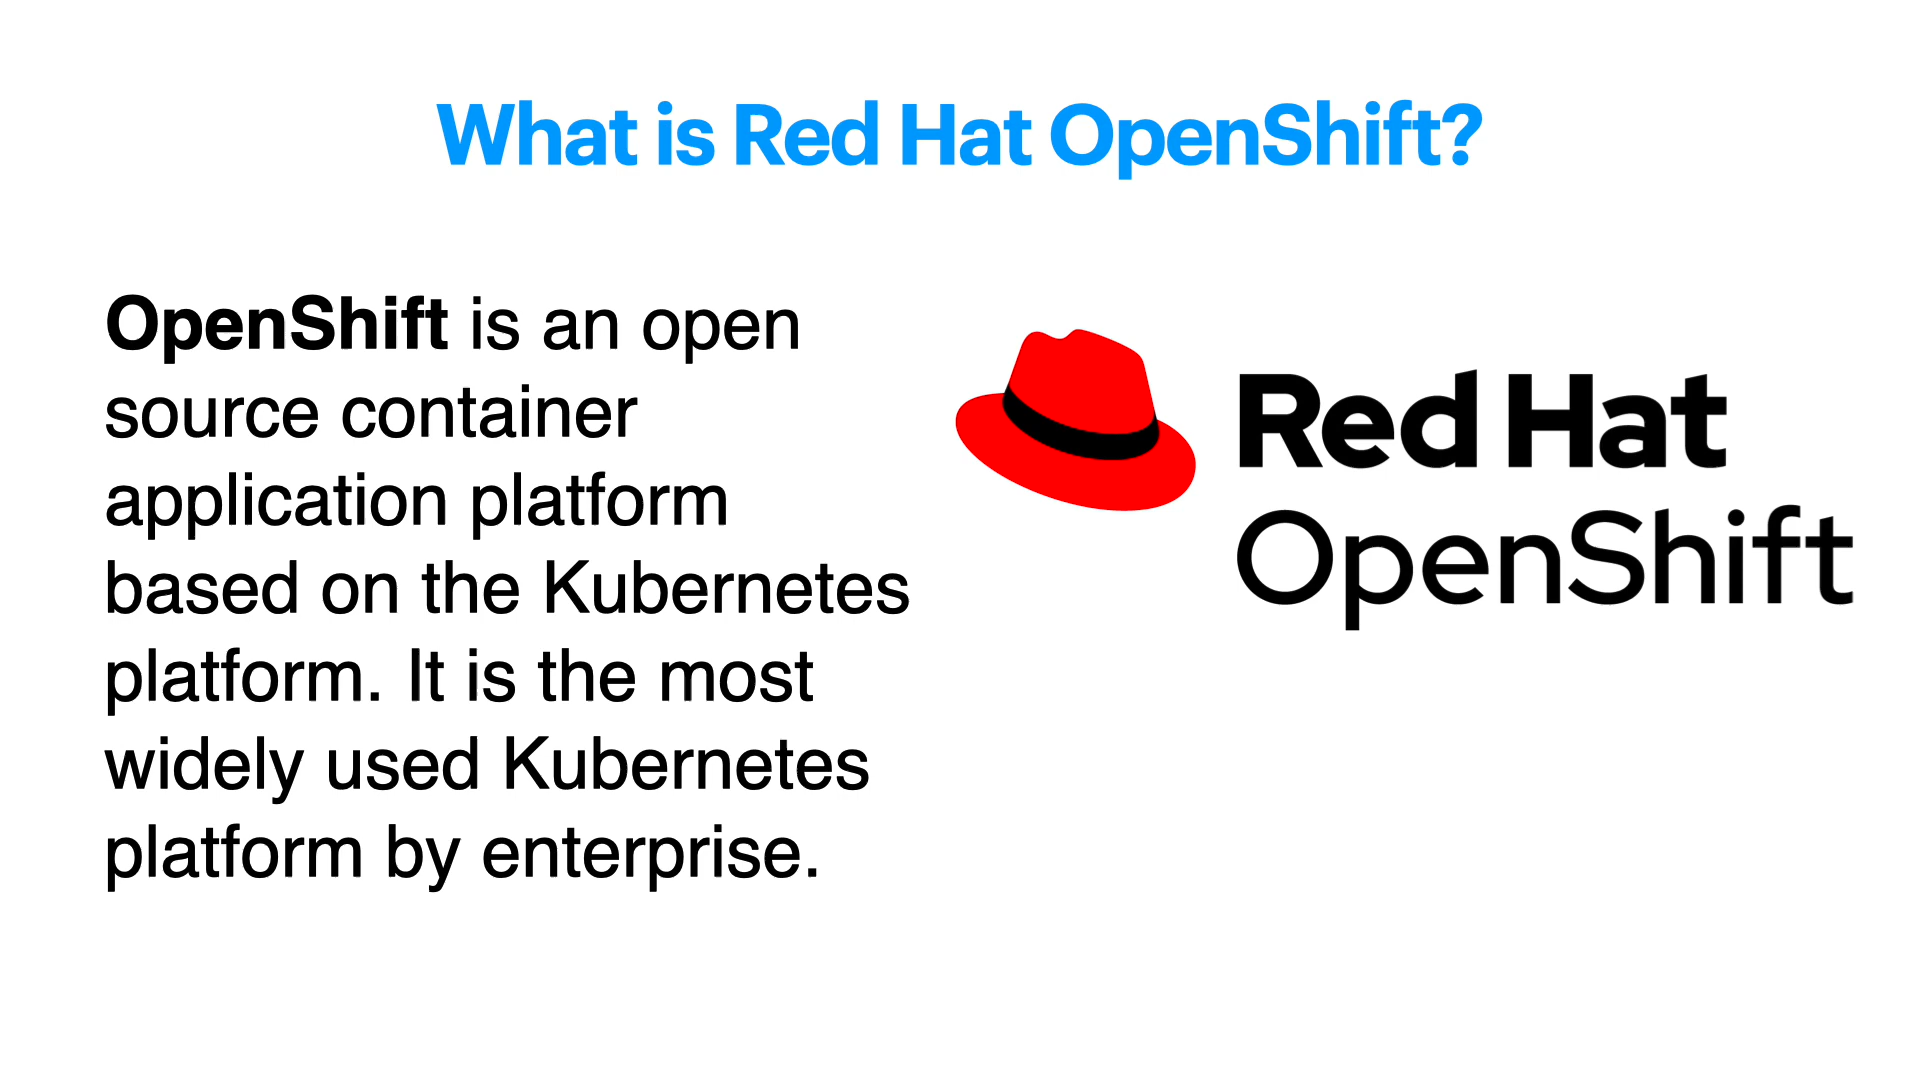 What is Red Hat OpenShift?
OpenShift is an open
source container
application platform
based on the Kubernetes
platform. It is the most
widely used Kubernetes
platform by enterprise.
Red Hat
OpenShift